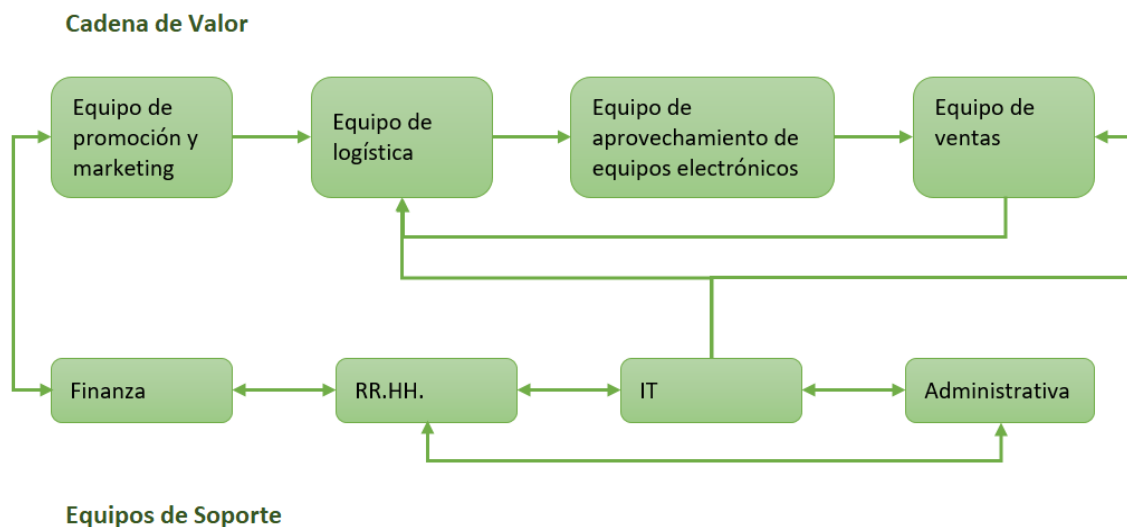 Cadena de Valor
Equipo de
promoción y
marketing
Equipo de
logística
Equipo de
aprovechamiento de
equipos electrónicos
Equipo de
ventas
Finanza
RR.HH.
IT
Administrativa
Equipos de Soporte